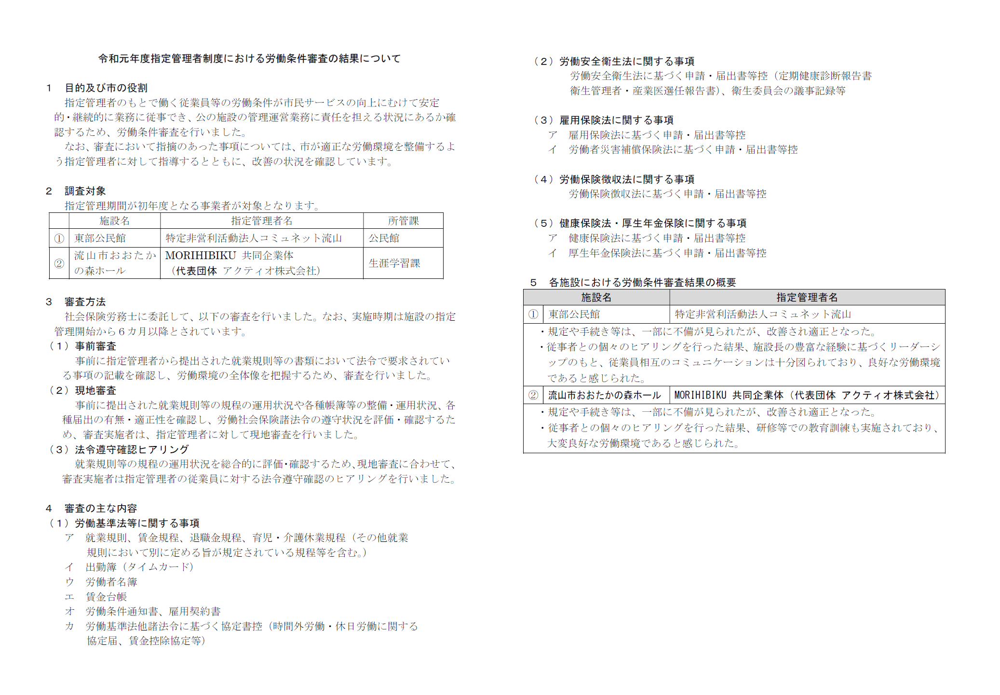 令和元年度指定管理者制度における労働条件審査の結果について
1　目的及び市の役割
指定管理者のもとで働く従業員等の労働条件が市民サービスの向上にむけて安定
的・継続的に業務に従事でき、公の施設の管理運営業務に責任を担える状況にあるか確
認するため、労働条件審査を行いました。
なお、審査において指摘のあった事項については、市が適正な労働環境を整備するよ
う指定管理者に対して指導するとともに、改善の状況を確認しています。
2　調査対象
指定管理期間が初年度となる事業者が対象となります。
施設名　指定管理者名　所管課
①　東部公民館　特定非営利活動法人コミュネット流山　公民館
②　流山市おおたか　MORIHIBIKU 共同企業体　生涯学習課
の森ホール　（代表団体 アクティオ株式会社）
3　審査方法
社会保険労務士に委託して、以下の審査を行いました。なお、実施時期は施設の指定
管理開始から６カ月以降とされています。
（１）事前審査
事前に指定管理者から提出された就業規則等の書類において法令で要求されてい
る事項の記載を確認し、労働環境の全体像を把握するため、審査を行いました。
（２）現地審査
事前に提出された就業規則等の規程の運用状況や各種帳簿等の整備・運用状況、各
種届出の有無・適正性を確認し、労働社会保険諸法令の遵守状況を評価・確認するた
め、審査実施者は、指定管理者に対して現地審査を行いました。
（３）法令遵守確認ヒアリング
就業規則等の規程の運用状況を総合的に評価・確認するため、現地審査に合わせて、
審査実施者は指定管理者の従業員に対する法令遵守確認のヒアリングを行いました。
4　審査の主な内容
（１）労働基準法等に関する事項
ア　就業規則、賃金規程、退職金規程、育児・介護休業規程（その他就業
規則において別に定める旨が規定されている規程等を含む。）
イ　出勤簿（タイムカード）
ウ　労働者名簿
エ　賃金台帳
オ　労働条件通知書、雇用契約書
カ　労働基準法他諸法令に基づく協定書控（時間外労働・休日労働に関する
協定届、賃金控除協定等）
（２）労働安全衛生法に関する事項
労働安全衛生法に基づく申請・届出書等控（定期健康診断報告書
衛生管理者・産業医選任報告書）、衛生委員会の議事記録等
（３）雇用保険法に関する事項
ア　雇用保険法に基づく申請・届出書等控
イ　労働者災害補償保険法に基づく申請・届出書等控
（４）労働保険徴収法に関する事項
労働保険徴収法に基づく申請・届出書等控
（５）健康保険法・厚生年金保険に関する事項
ア　健康保険法に基づく申請・届出書等控
イ　厚生年金保険法に基づく申請・届出書等控
5　各施設における労働条件審査結果の概要
施設名　指定管理者名
①　東部公民館　特定非営利活動法人コミュネット流山
・規定や手続き等は、一部に不備が見られたが、改善され適正となった。
・従事者との個々のヒアリングを行った結果、施設長の豊富な経験に基づくリーダーシ
ップのもと、従業員相互のコミュニケーションは十分図られており、良好な労働環境
であると感じられた。
②　流山市おおたかの森ホール　MORIHIBIKU 共同企業体（代表団体 アクティオ株式会社）
・規定や手続き等は、一部に不備が見られたが、改善され適正となった。
・従事者との個々のヒアリングを行った結果、研修等での教育訓練も実施されており、
大変良好な労働環境であると感じられた。